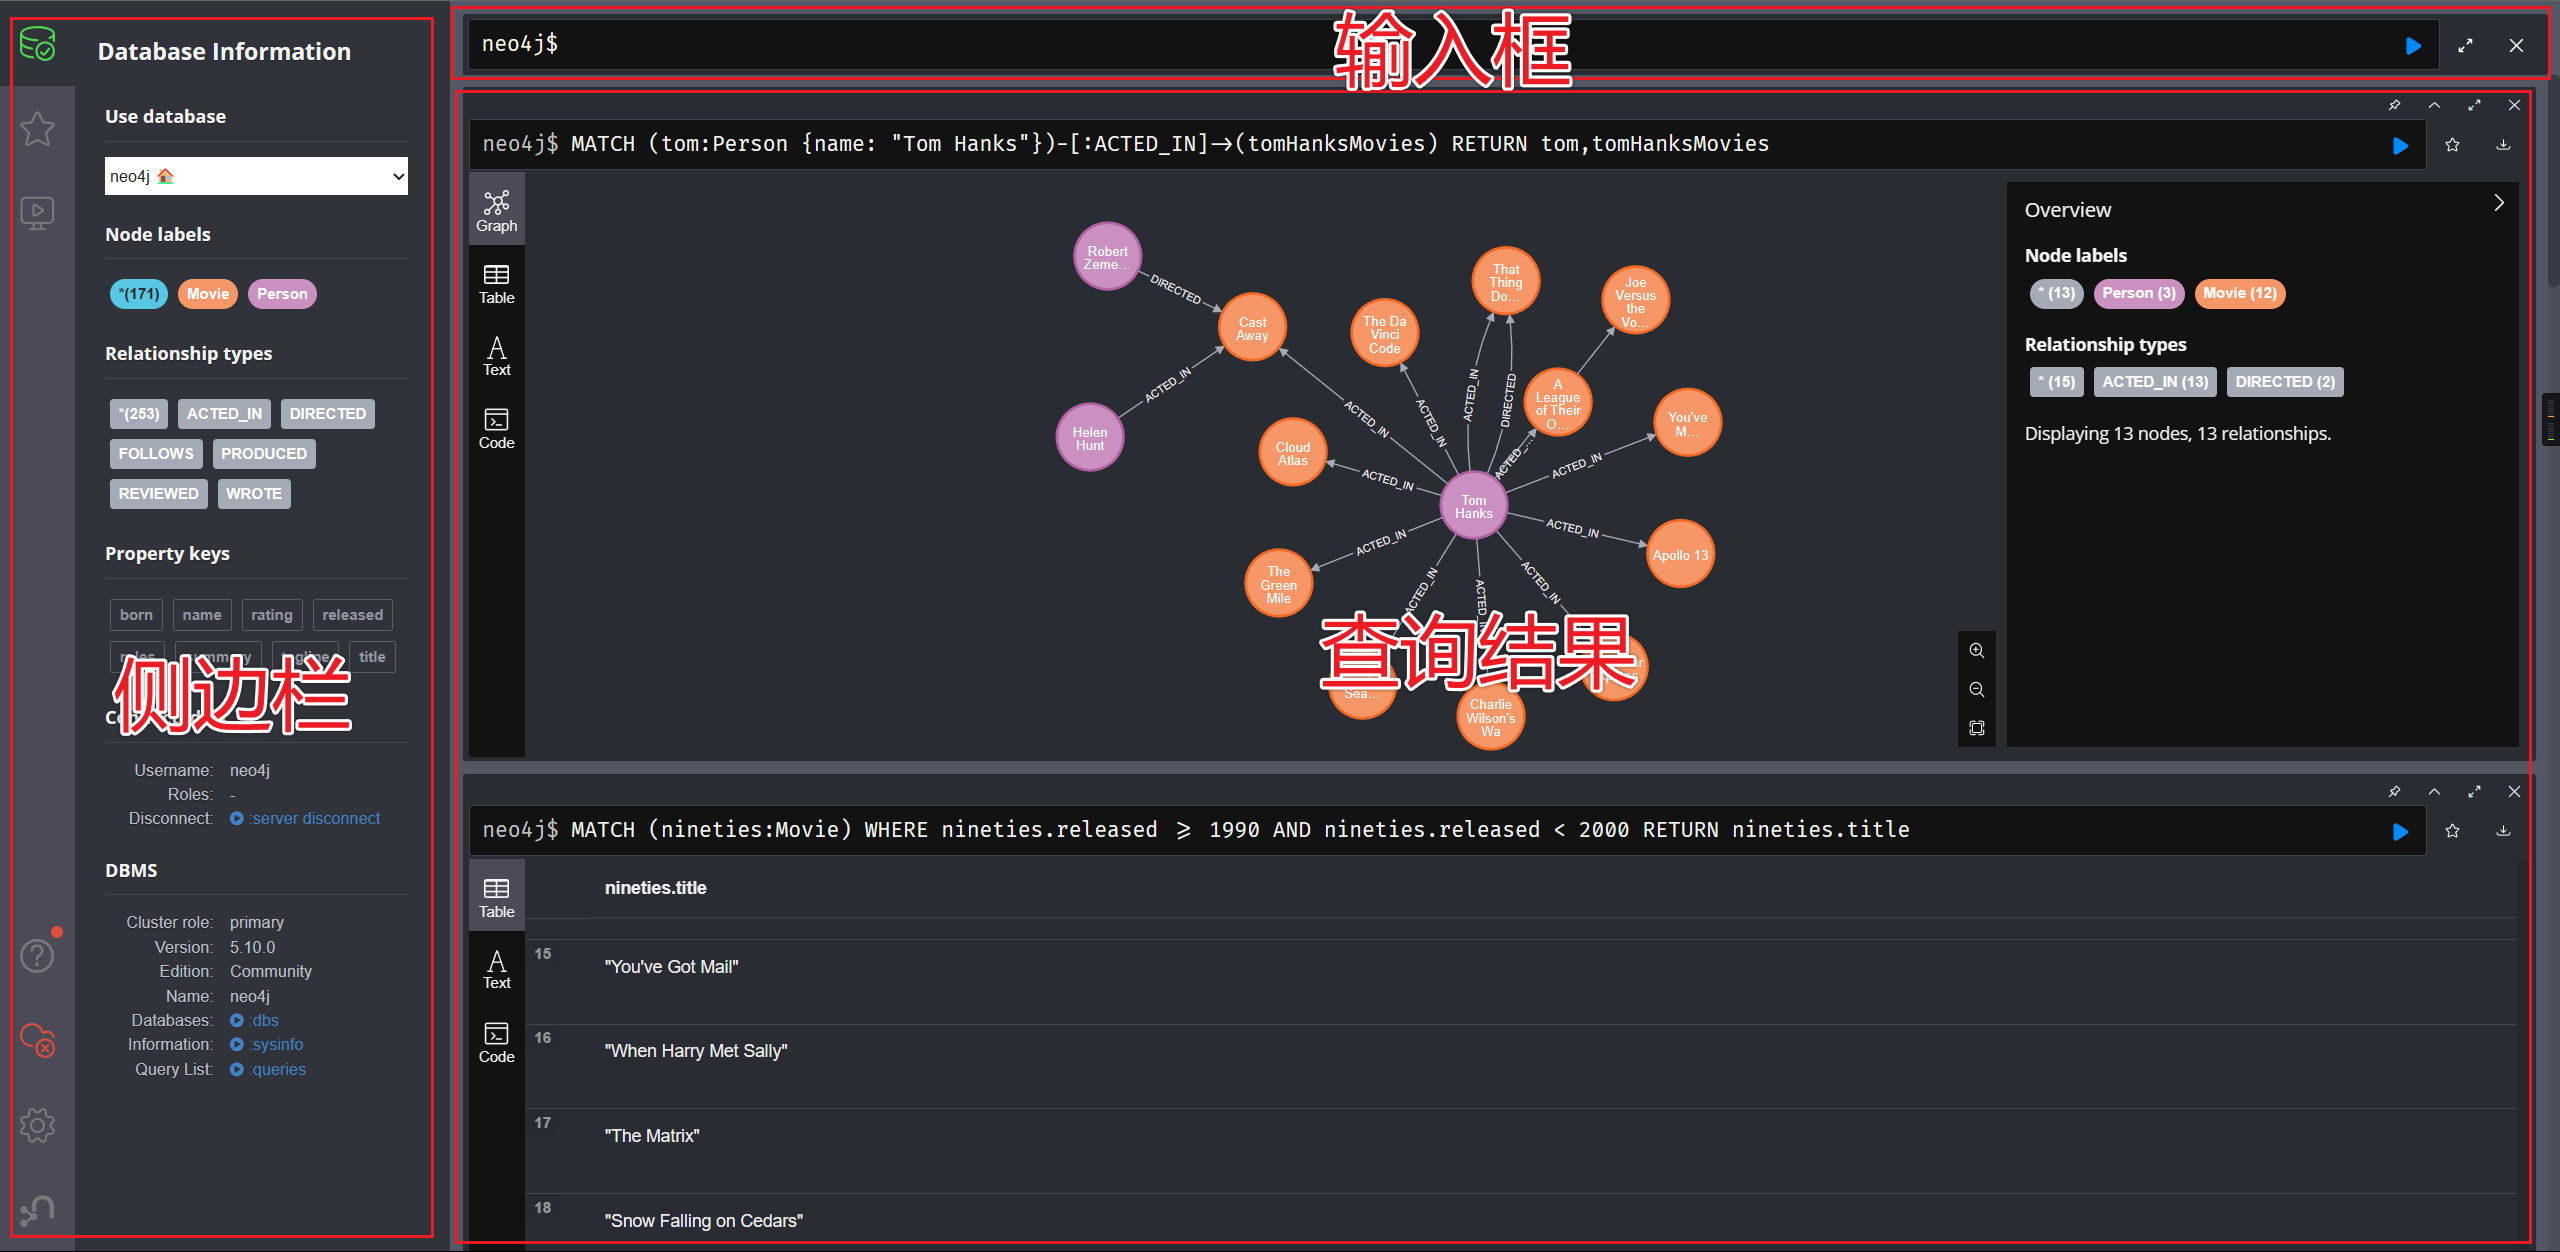 Database Information
Use database
neo4j
Node labels
*(171) Movie Person
Relationship types
*(253) ACTED_IN DIRECTED
FOLLOWS PRODUCED
REVIEWED WROTE
Property keys
born name rating released
title
侧边栏
Username: neo4j
Roles: -
Disconnect: :server disconnect
DBMS
Cluster role: primary
Version: 5.10.0
Edition: Community
Name: neo4j
Databases: :dbs
Information: :sysinfo
Query List: :queries
neo4j$
输入框
neo4j$ MATCH (tom:Person {name: "Tom Hanks"})-[:ACTED_IN]->(tomHanksMovies) RETURN tom,tomHanksMovies
Graph
Table
Text
Code
Robert Zeme...
DIRECTED
Cast Away
ACTED_IN
Helen Hunt
ACTED_IN
The Da Vinci Code
ACTED_IN
That Thing Do...
ACTED_IN
DIRECTED
Joe Versus the Vo...
A League of Their O...
ACTED_...
You've M...
ACTED_IN
Cloud Atlas
ACTED_IN
Tom Hanks
ACTED_IN
Apollo 13
ACTED_IN
The Green Mile
ACTED_IN
ACTED_IN
ACTED_IN
查询结果
Sea...
Charlie Wilson's Wa
Overview
Node labels
* (13) Person (3) Movie (12)
Relationship types
* (15) ACTED_IN (13) DIRECTED (2)
Displaying 13 nodes, 13 relationships.
neo4j$ MATCH (nineties:Movie) WHERE nineties.released >= 1990 AND nineties.released < 2000 RETURN nineties.title
Table
Text
Code
nineties.title
15 "You've Got Mail"
16 "When Harry Met Sally"
17 "The Matrix"
18 "Snow Falling on Cedars"